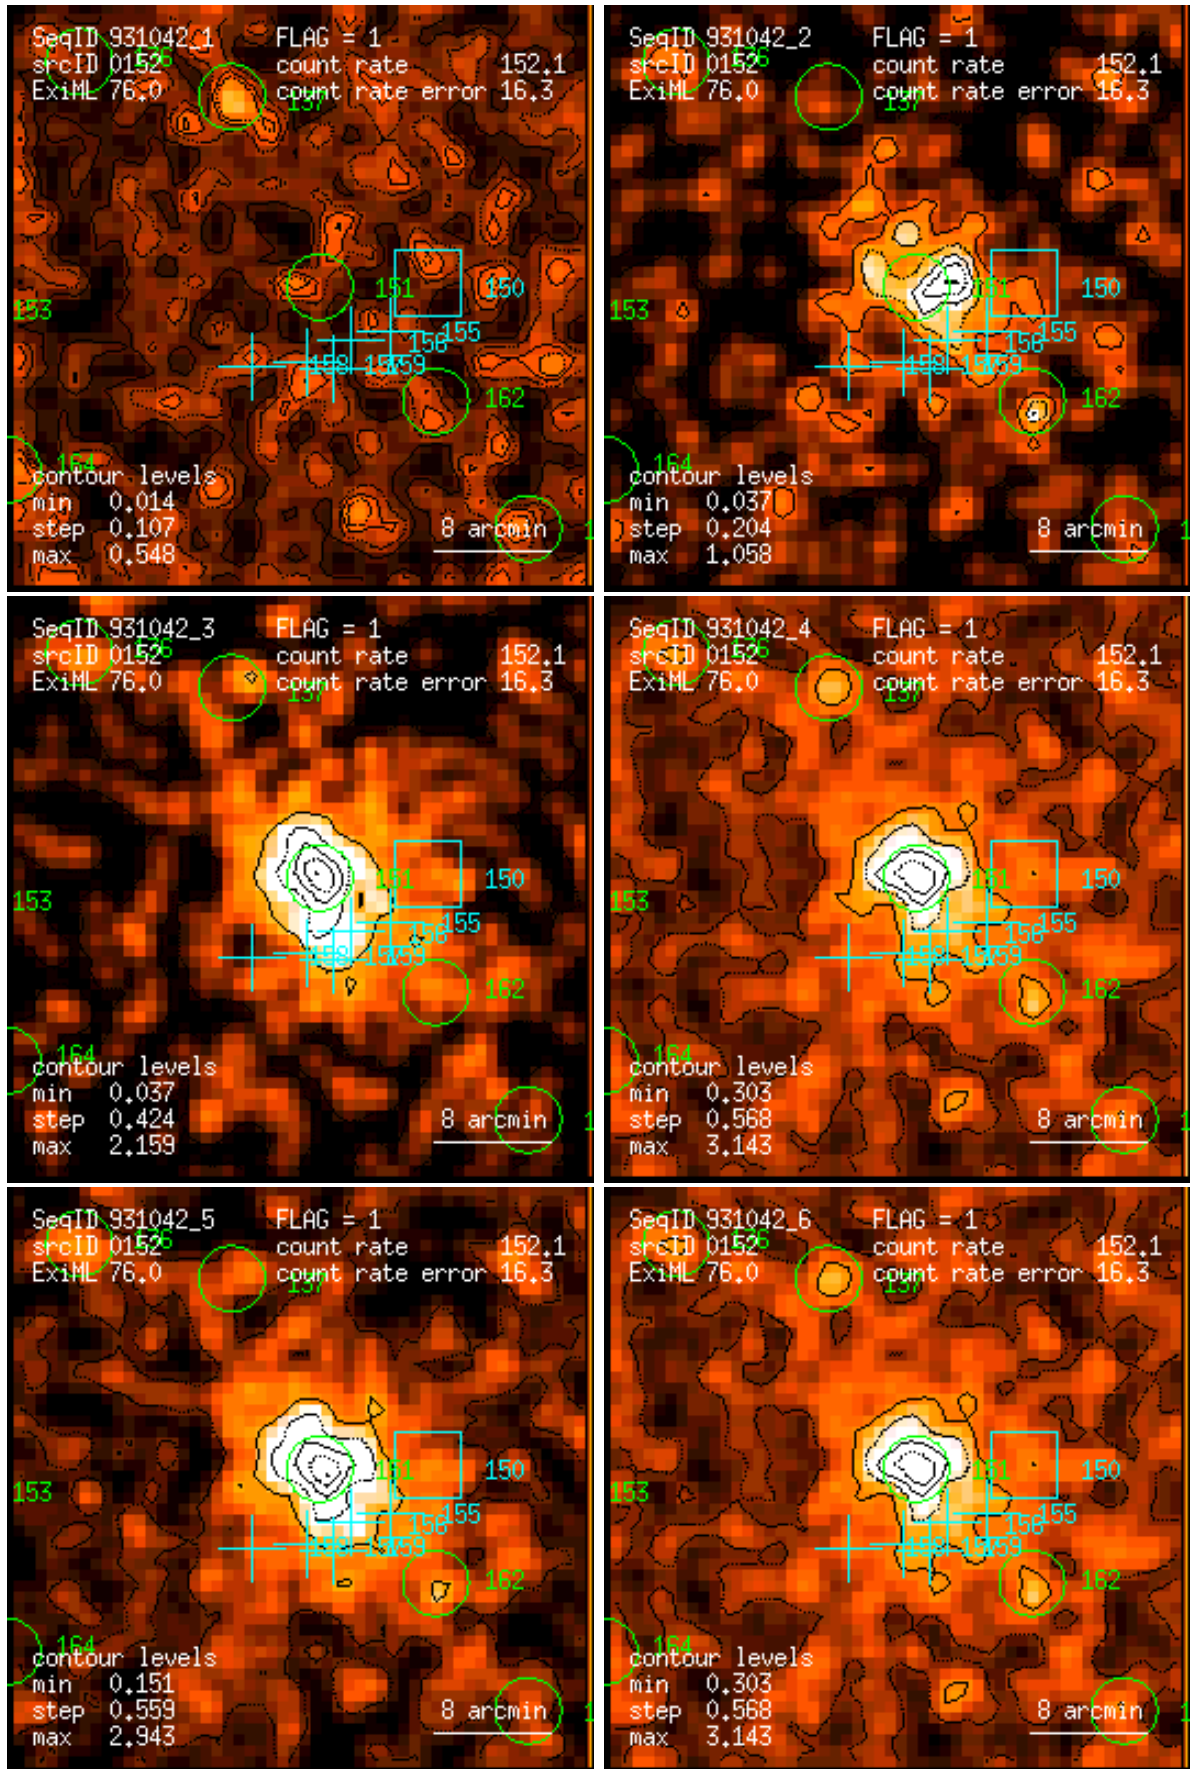 SeqID 931042_1 FLAG = 1
srcID 0152 136 count rate 152.1
ExiML 76.0 137 count rate error 16.3
151 150
153
155
156
158 159
162
164
contour levels
min 0.014
step 0.107
max 0.548
8 arcmin
SeqID 931042_2 FLAG = 1
srcID 0152 136 count rate 152.1
ExiML 76.0 137 count rate error 16.3
151 150
153
155
156
158 159
162
164
contour levels
min 0.037
step 0.204
max 1.058
8 arcmin
SeqID 931042_3 FLAG = 1
srcID 0152 136 count rate 152.1
ExiML 76.0 137 count rate error 16.3
151 150
153
155
156
158 159
162
164
contour levels
min 0.037
step 0.424
max 2.159
8 arcmin
SeqID 931042_4 FLAG = 1
srcID 0152 136 count rate 152.1
ExiML 76.0 137 count rate error 16.3
151 150
153
155
156
158 159
162
164
contour levels
min 0.303
step 0.568
max 3.143
8 arcmin
SeqID 931042_5 FLAG = 1
srcID 0152 136 count rate 152.1
ExiML 76.0 137 count rate error 16.3
151 150
153
155
156
158 159
162
164
contour levels
min 0.151
step 0.559
max 2.943
8 arcmin
SeqID 931042_6 FLAG = 1
srcID 0152 136 count rate 152.1
ExiML 76.0 137 count rate error 16.3
151 150
153
155
156
158 159
162
164
contour levels
min 0.303
step 0.568
max 3.143
8 arcmin